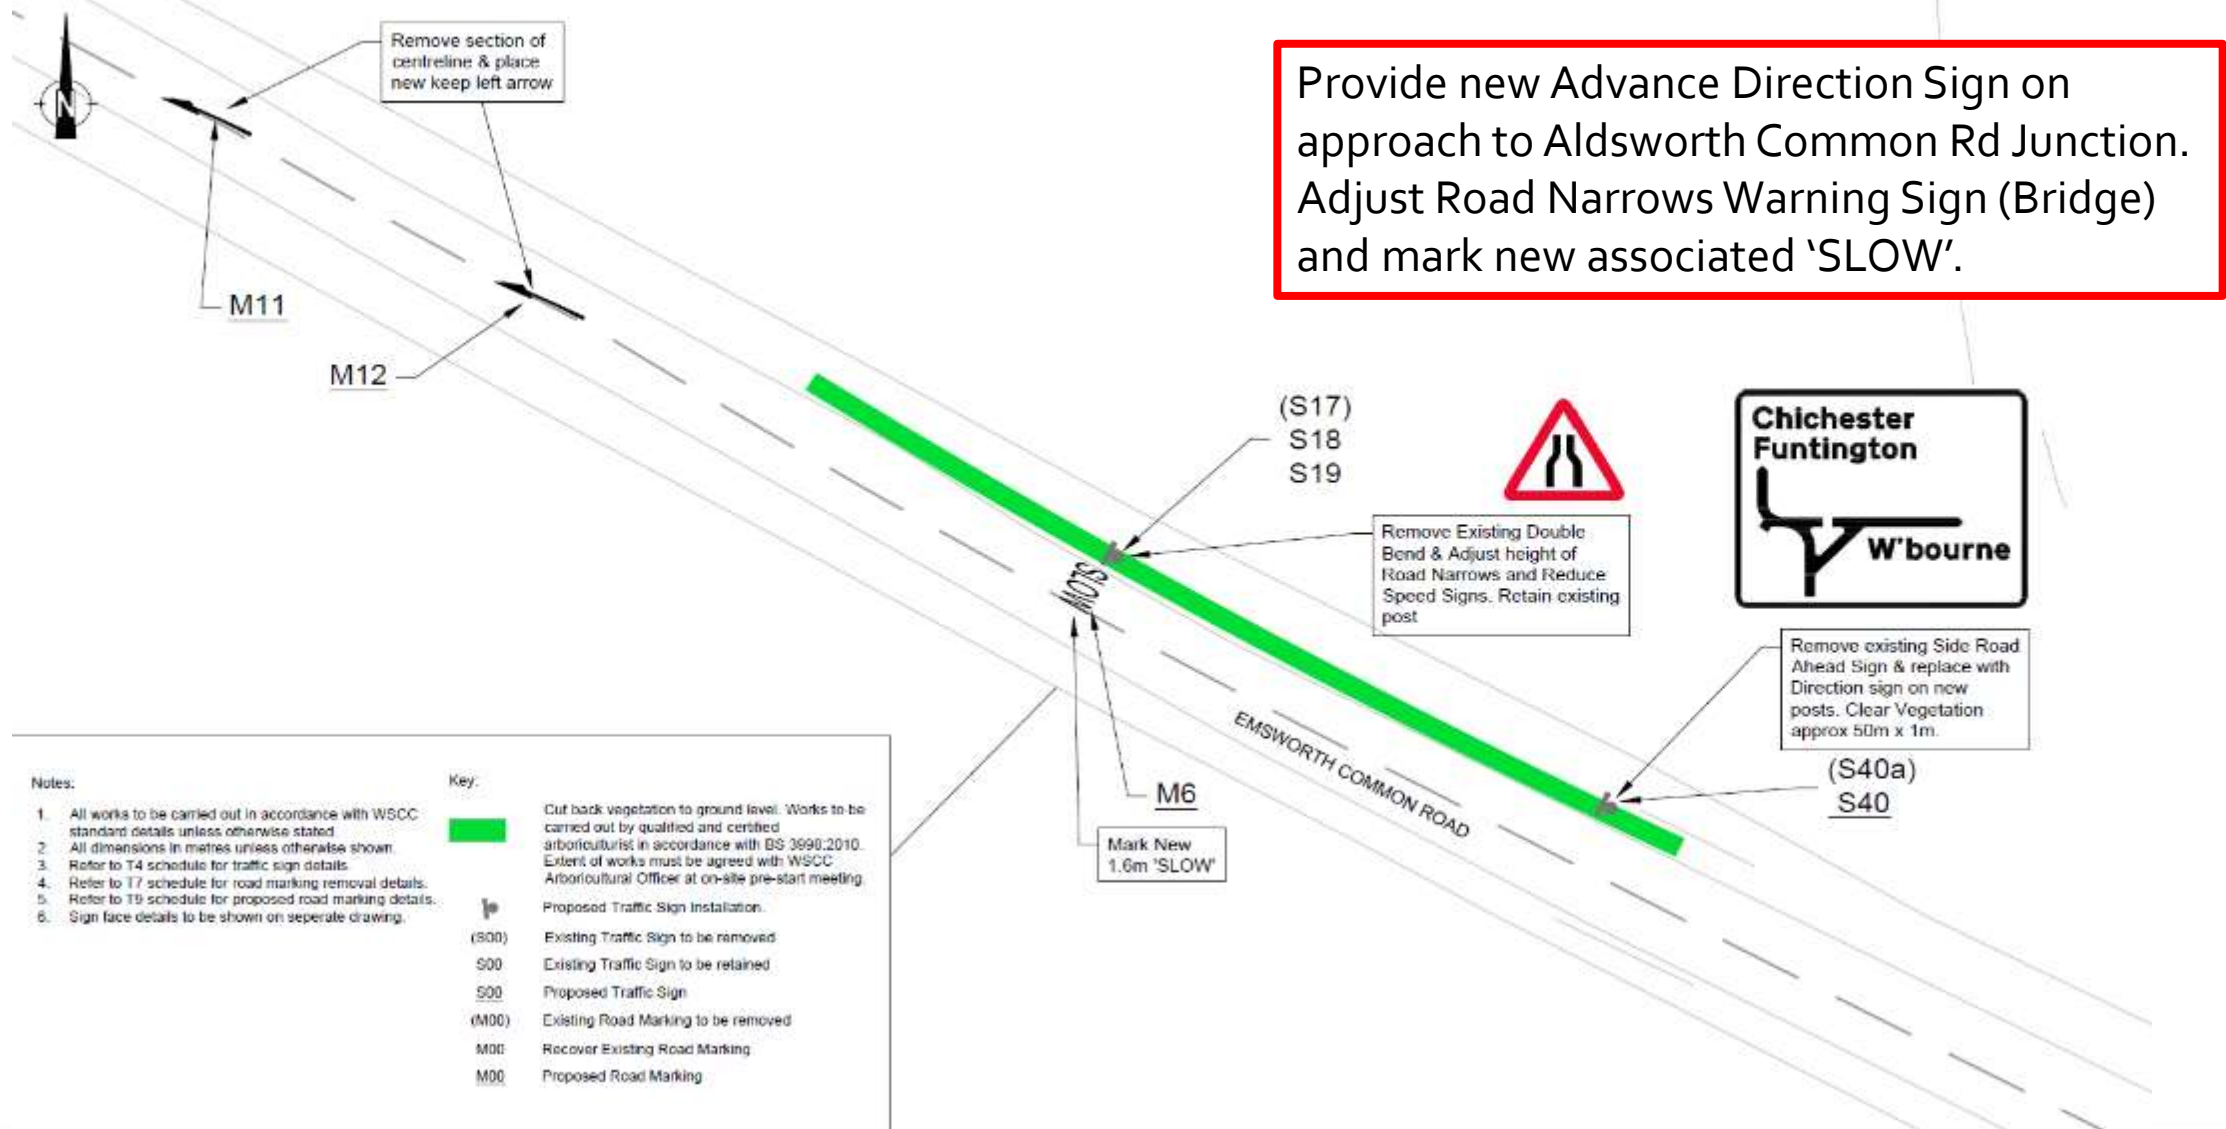 Remove section of
centreline & place
new keep left arrow
N
Provide new Advance Direction Sign on
approach to Aldsworth Common Rd Junction.
Adjust Road Narrows Warning Sign (Bridge)
and mark new associated ‘SLOW’.
M11
M12
(S17)
S18
S19
Chichester
Funtington
W'bourne
Remove Existing Double
Bend & Adjust height of
Road Narrows and Reduce
Speed Signs. Retain existing
post
SLOW
Remove existing Side Road
Ahead Sign & replace with
Direction sign on new
posts. Clear Vegetation
approx 50m x 1m.
(S40a)
S40
EMSWORTH COMMON ROAD
M6
Mark New
1.6m 'SLOW'
Notes:
1. All works to be carried out in accordance with WSCC
standard details unless otherwise stated
2. All dimensions in metres unless otherwise shown.
3. Refer to T4 schedule for traffic sign details
4. Refer to T7 schedule for road marking removal details.
5. Refer to T9 schedule for proposed road marking details.
6. Sign face details to be shown on seperate drawing.
Key:
Cut back vegetation to ground level. Works to be
carried out by qualified and certified
arboriculturist in accordance with BS 3998:2010.
Extent of works must be agreed with WSCC
Arboricultural Officer at on-site pre-start meeting.
Proposed Traffic Sign Installation.
(S00) Existing Traffic Sign to be removed
S00 Existing Traffic Sign to be retained
S00 Proposed Traffic Sign
(M00) Existing Road Marking to be removed
M00 Recover Existing Road Marking
M00 Proposed Road Marking